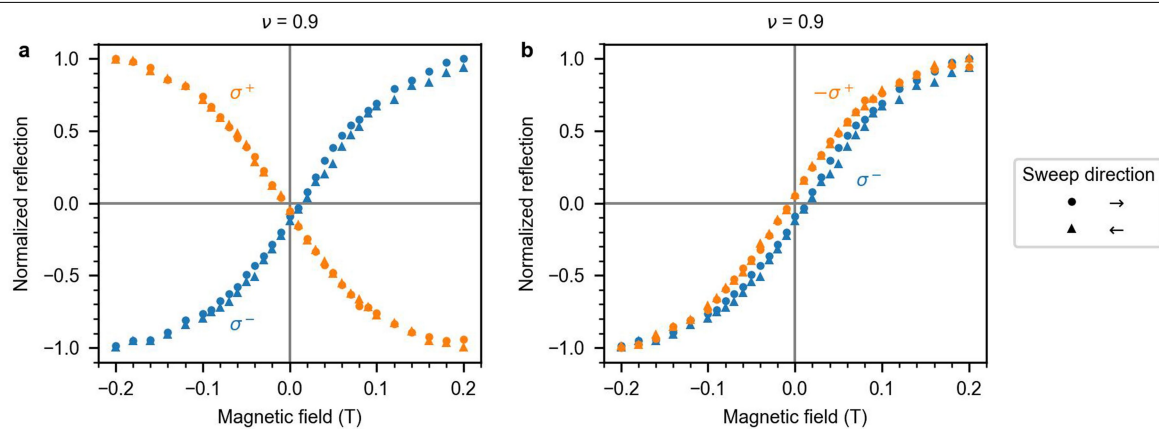 ν = 0.9
a
1.0
0.5
0.0
−0.5
−1.0
Normalized reflection
σ⁺
σ⁻
−0.2
−0.1
0.0
0.1
0.2
Magnetic field (T)
ν = 0.9
b
1.0
0.5
0.0
−0.5
−1.0
Normalized reflection
−σ⁺
σ⁻
−0.2
−0.1
0.0
0.1
0.2
Magnetic field (T)
Sweep direction
→
←